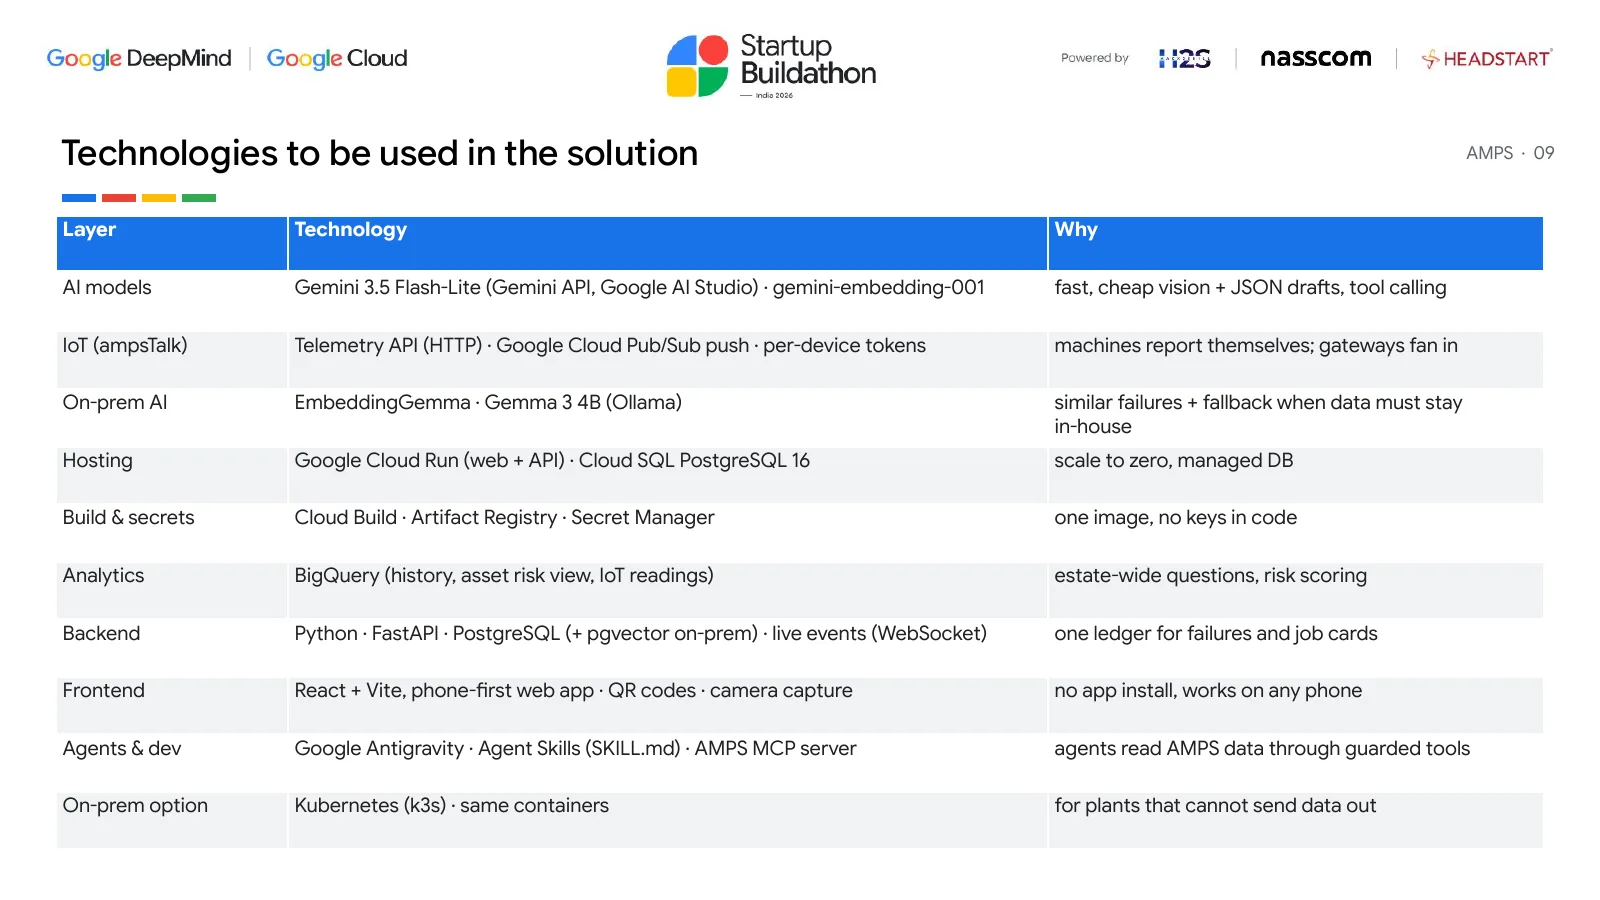 Google DeepMind | Google Cloud
Startup
Buildathon
India 2026
Powered by
H2S
nasscom
HEADSTART
Technologies to be used in the solution
AMPS · 09
Layer Technology Why
AI models Gemini 3.5 Flash-Lite (Gemini API, Google AI Studio) · gemini-embedding-001 fast, cheap vision + JSON drafts, tool calling
IoT (ampsTalk) Telemetry API (HTTP) · Google Cloud Pub/Sub push · per-device tokens machines report themselves; gateways fan in
On-prem AI EmbeddingGemma · Gemma 3 4B (Ollama) similar failures + fallback when data must stay
in-house
Hosting Google Cloud Run (web + API) · Cloud SQL PostgreSQL 16 scale to zero, managed DB
Build & secrets Cloud Build · Artifact Registry · Secret Manager one image, no keys in code
Analytics BigQuery (history, asset risk view, IoT readings) estate-wide questions, risk scoring
Backend Python · FastAPI · PostgreSQL (+ pgvector on-prem) · live events (WebSocket) one ledger for failures and job cards
Frontend React + Vite, phone-first web app · QR codes · camera capture no app install, works on any phone
Agents & dev Google Antigravity · Agent Skills (SKILL.md) · AMPS MCP server agents read AMPS data through guarded tools
On-prem option Kubernetes (k3s) · same containers for plants that cannot send data out